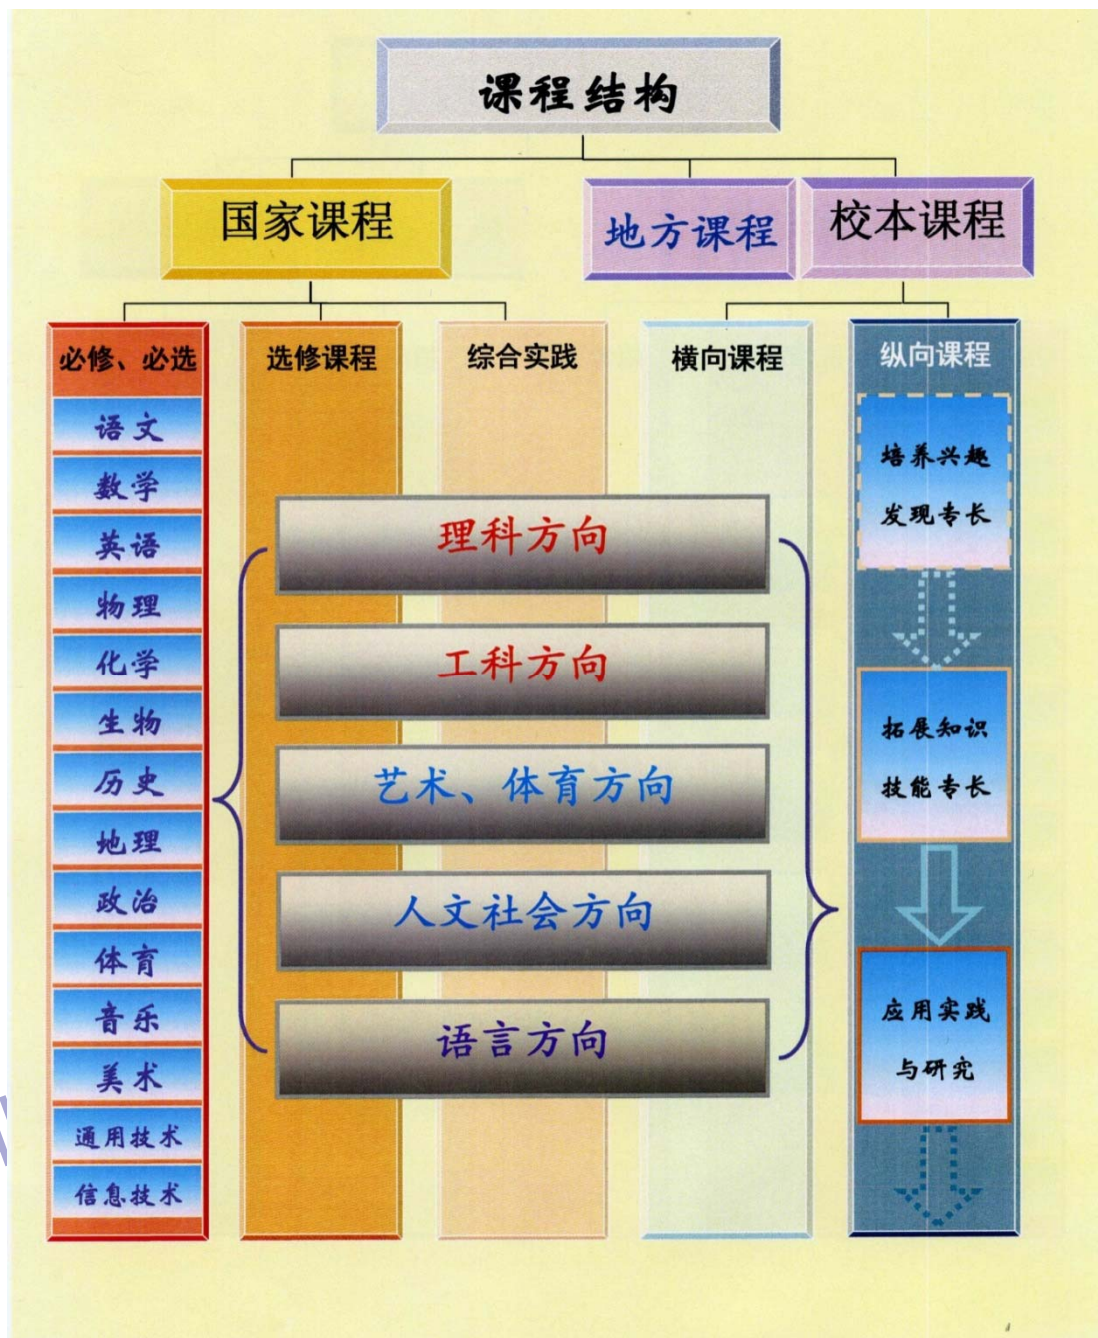 课程结构
国家课程
地方课程
校本课程
必修、必选
语文
数学
英语
物理
化学
生物
历史
地理
政治
体育
音乐
美术
通用技术
信息技术
选修课程
综合实践
横向课程
理科方向
工科方向
艺术、体育方向
人文社会方向
语言方向
纵向课程
培养兴趣
发现专长
拓展知识
技能专长
应用实践
与研究